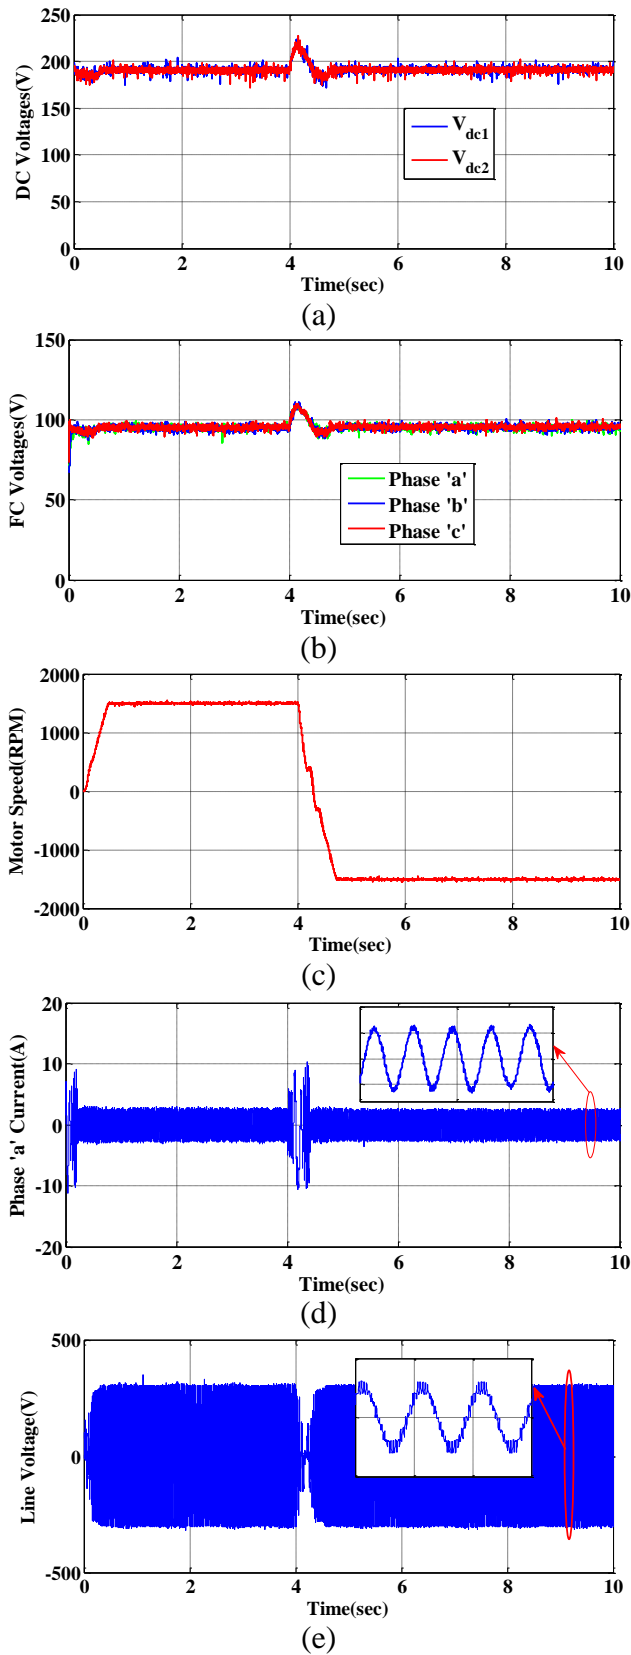 250
200
150
100
50
0
DC Voltages(V)
V dc1
V dc2
0 2 4 6 8 10
Time(sec)
(a)
150
100
50
0
FC Voltages(V)
Phase 'a'
Phase 'b'
Phase 'c'
0 2 4 6 8 10
Time(sec)
(b)
2000
1000
0
-1000
-2000
Motor Speed(RPM)
0 2 4 6 8 10
Time(sec)
(c)
20
10
0
-10
-20
Phase 'a' Current(A)
0 2 4 6 8 10
Time(sec)
(d)
500
0
-500
Line Voltage(V)
0 2 4 6 8 10
Time(sec)
(e)